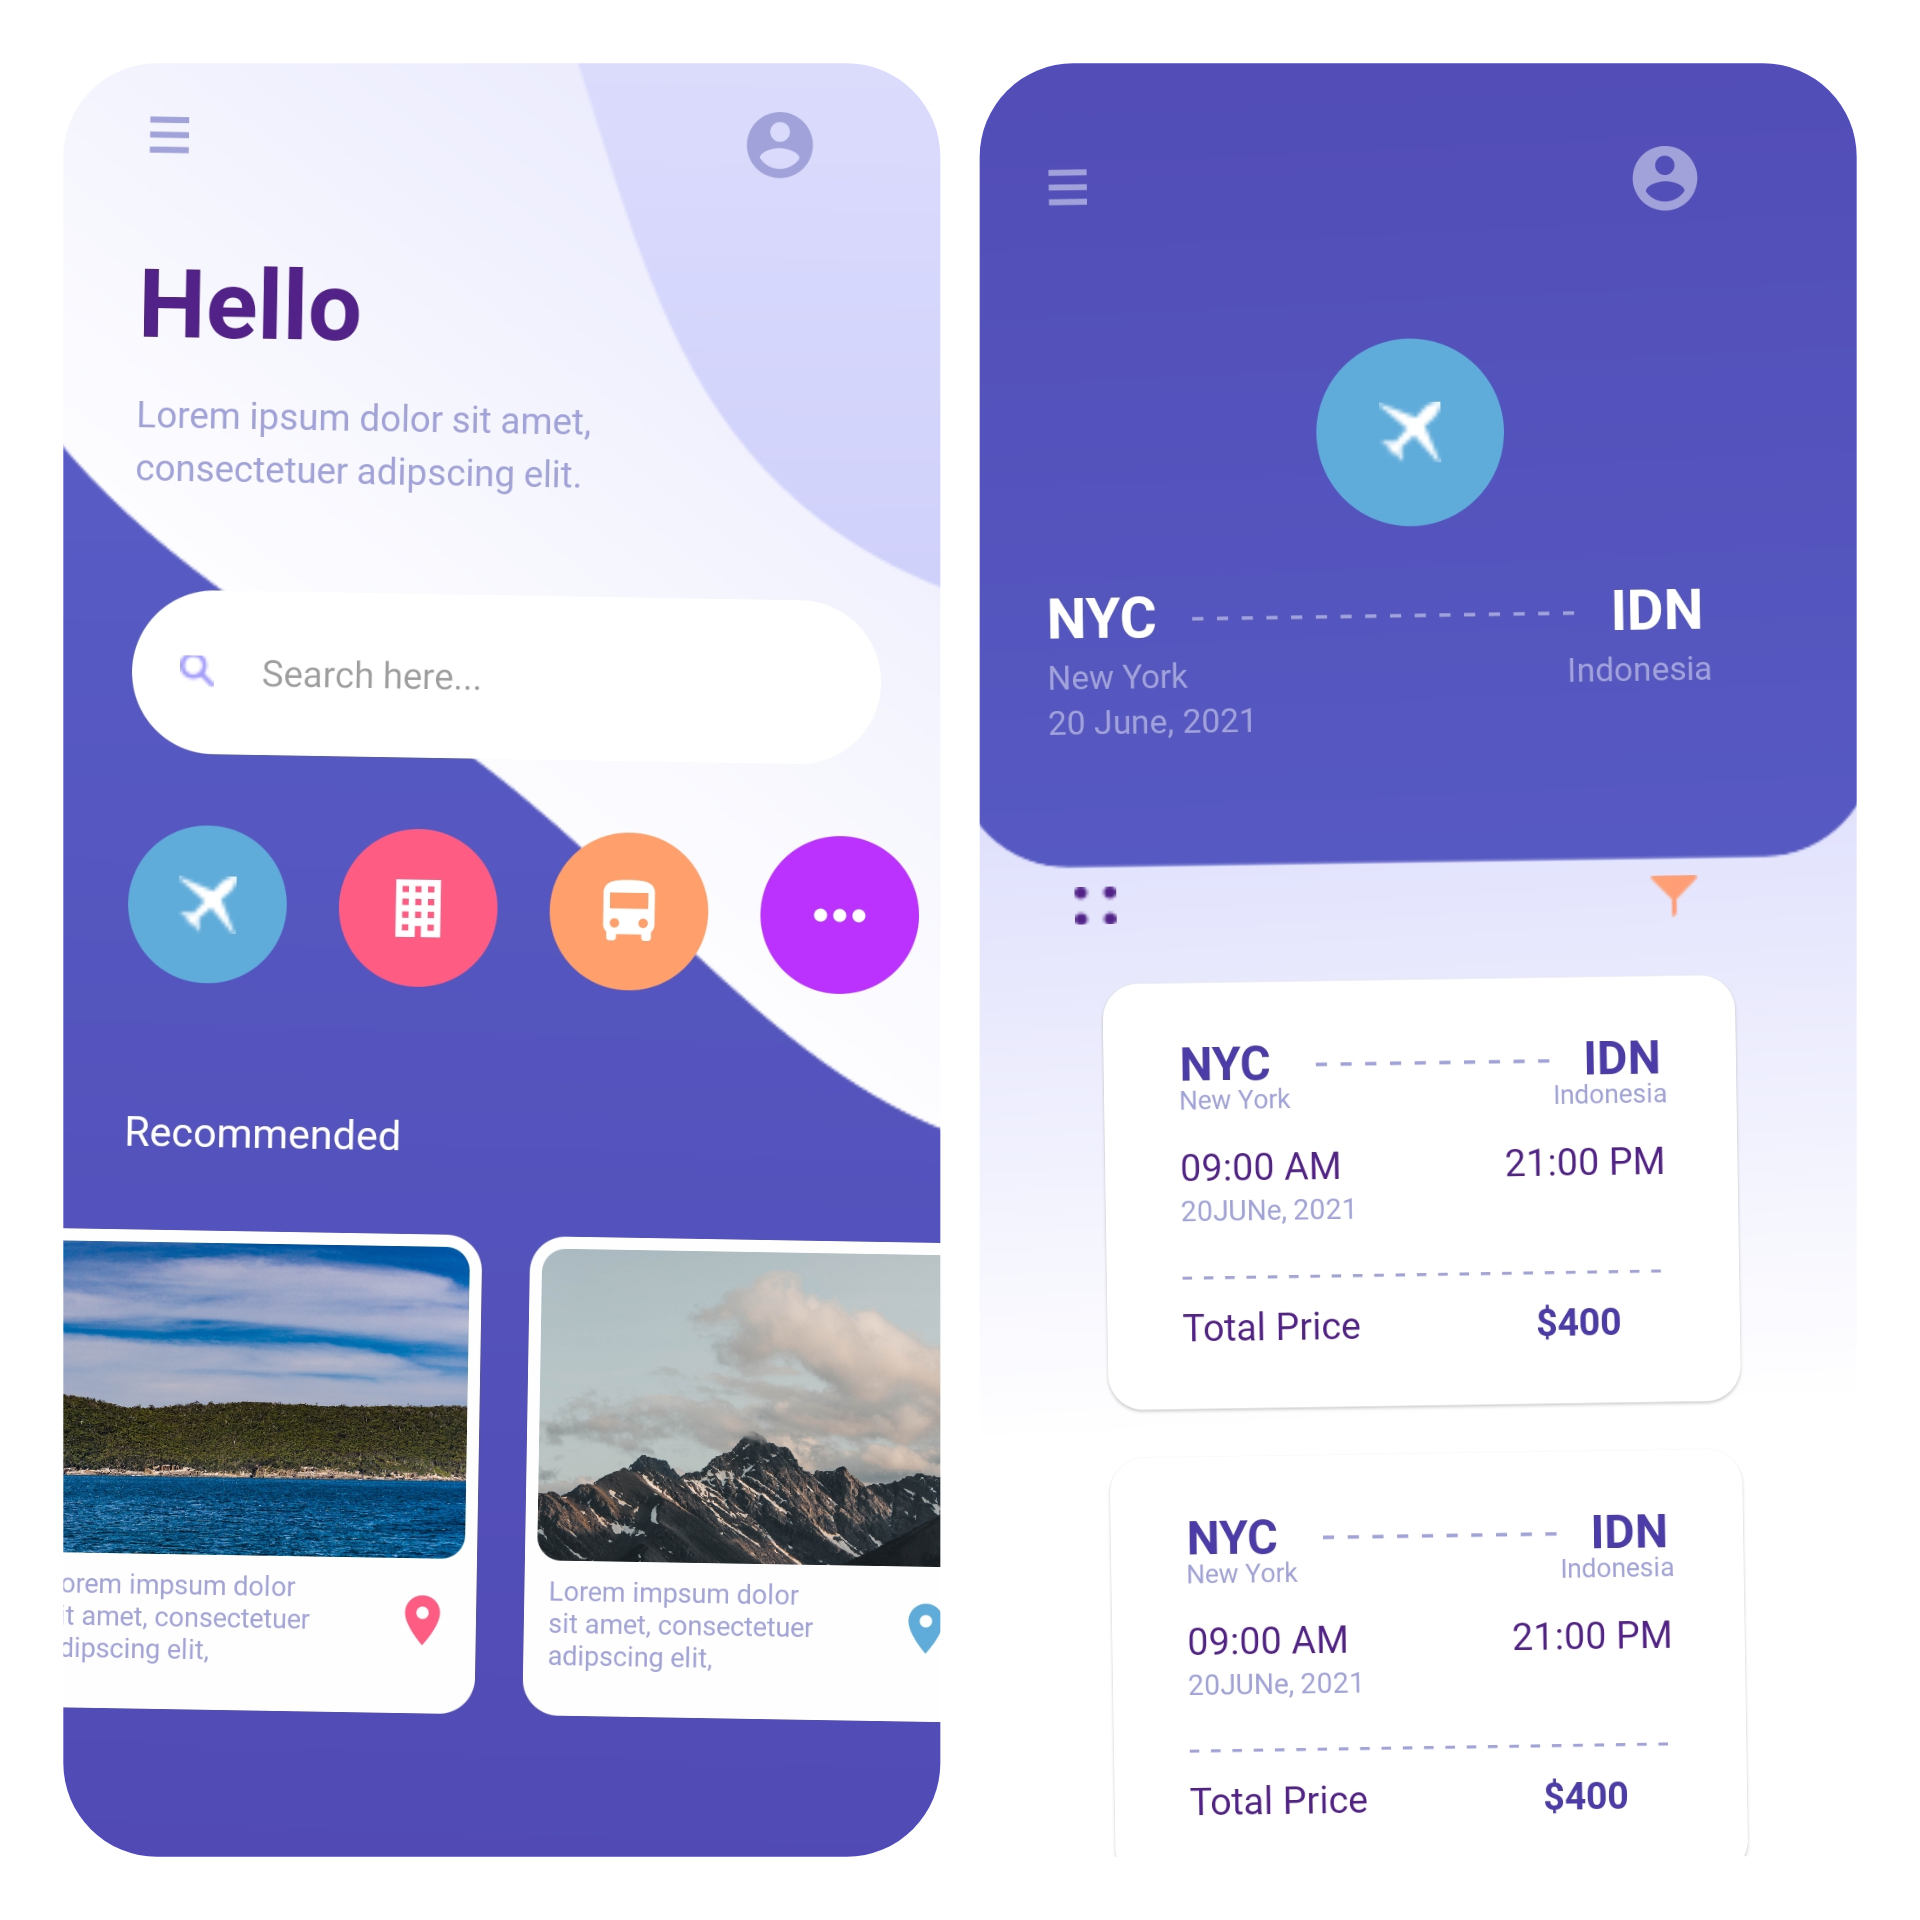 Hello
Lorem ipsum dolor sit amet,
consectetuer adipscing elit.
Search here...
Recommended
orem impsum dolor
it amet, consectetuer
dipscing elit,
Lorem impsum dolor
sit amet, consectetuer
adipscing elit,
NYC IDN
New York Indonesia
20 June, 2021
NYC IDN
New York Indonesia
09:00 AM 21:00 PM
20JUNe, 2021
Total Price $400
NYC IDN
New York Indonesia
09:00 AM 21:00 PM
20JUNe, 2021
Total Price $400